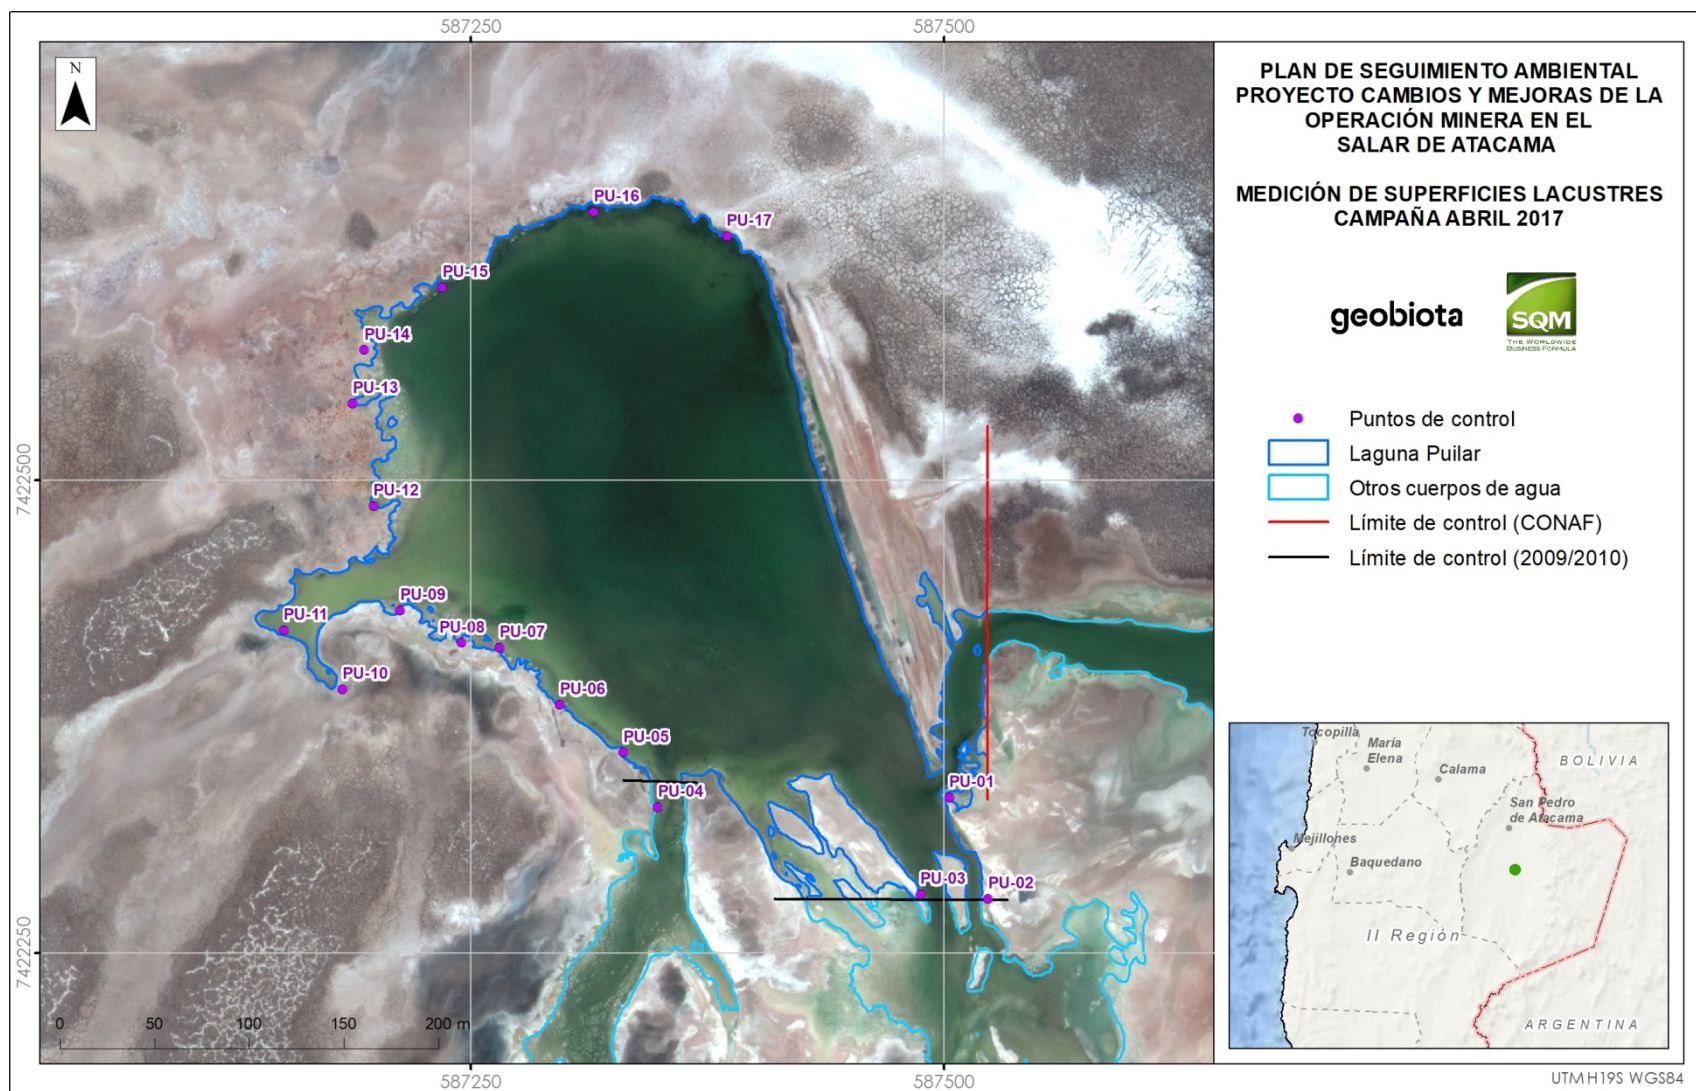 587250
587500
N
PLAN DE SEGUIMIENTO AMBIENTAL
PROYECTO CAMBIOS Y MEJORAS DE LA
OPERACIÓN MINERA EN EL
SALAR DE ATACAMA
MEDICIÓN DE SUPERFICIES LACUSTRES
CAMPAÑA ABRIL 2017
geobiota
SQM
THE WORLDWIDE
BUSINESS FORMULA
Puntos de control
Laguna Puilar
Otros cuerpos de agua
Límite de control (CONAF)
Límite de control (2009/2010)
PU-16
PU-17
PU-15
PU-14
PU-13
PU-12
PU-09
PU-11
PU-08
PU-07
PU-10
PU-06
PU-05
PU-04
PU-01
PU-03
PU-02
7422500
7422250
0 50 100 150 200 m
Tocopilla
María
Elena
Calama
BOLIVIA
San Pedro
de Atacama
Mejillones
Baquedano
II Región
ARGENTINA
587250
587500
UTM H19S WGS84